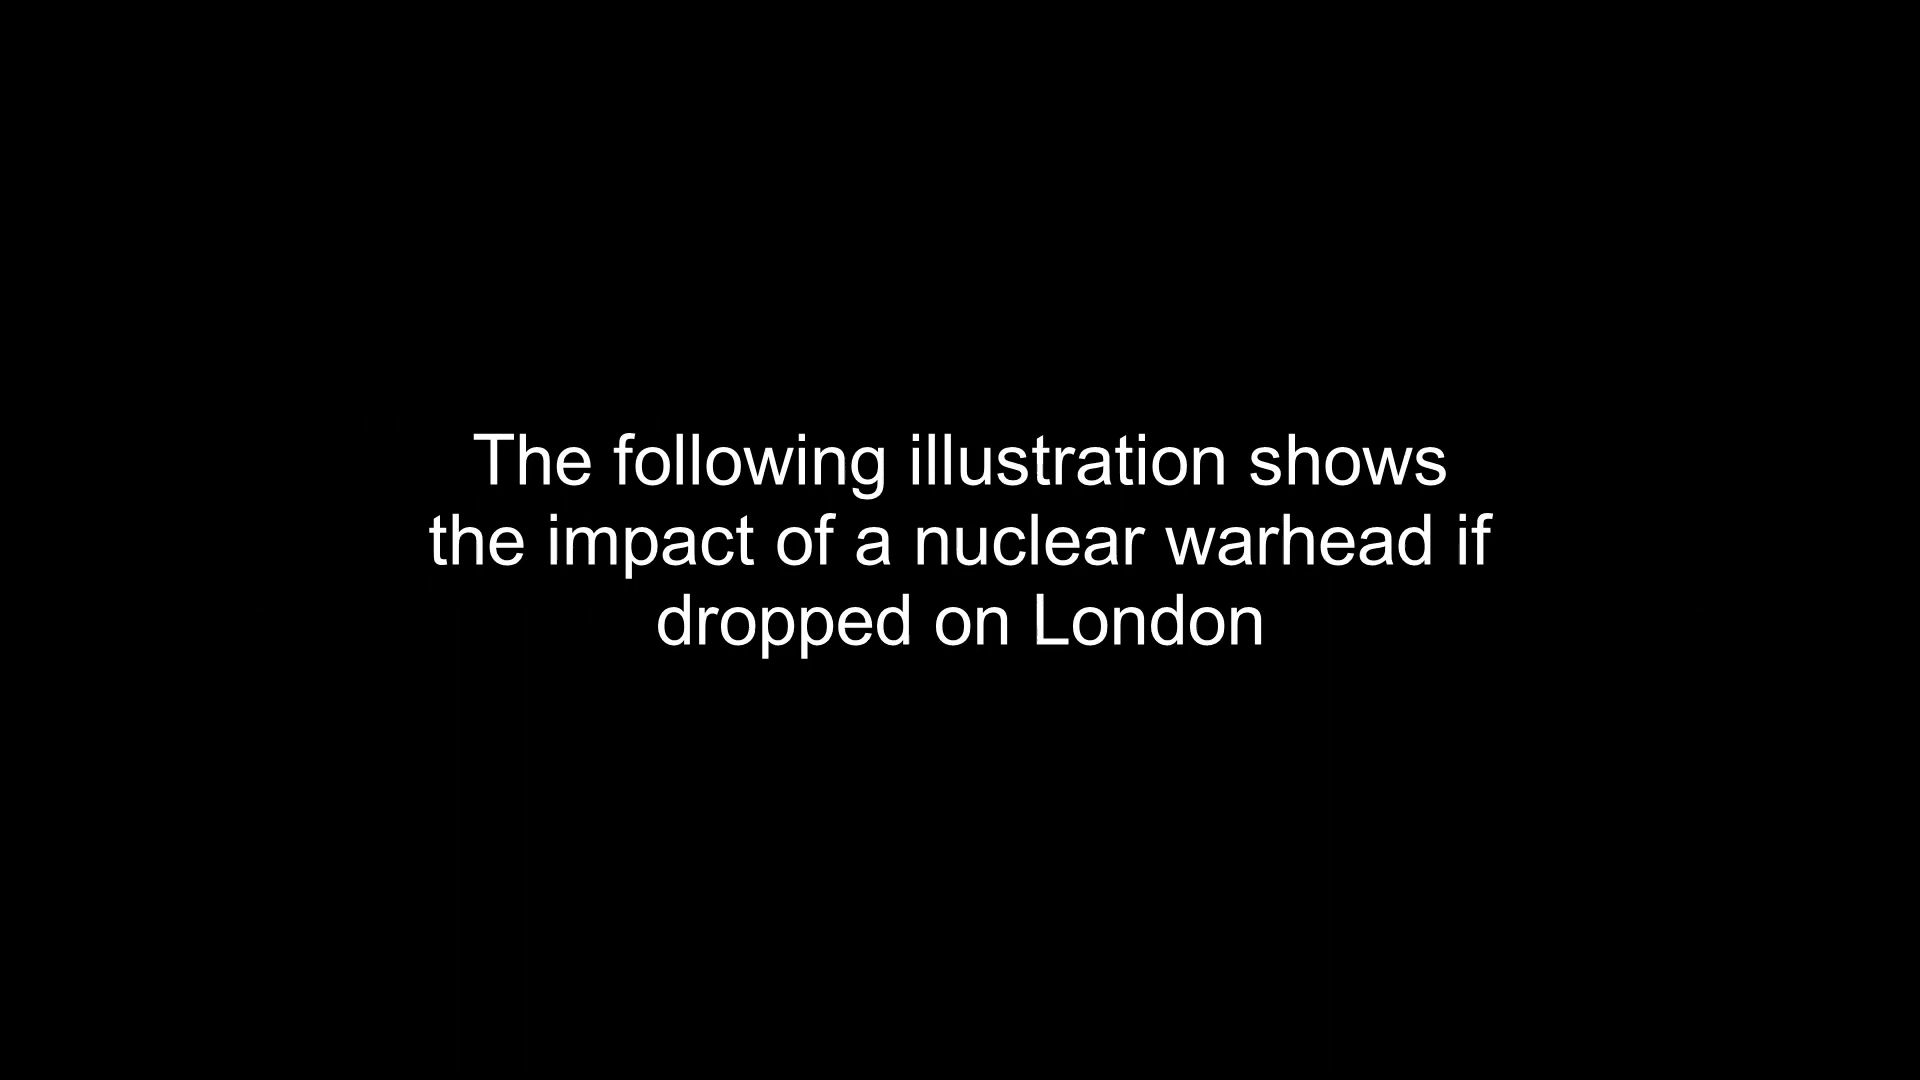 The following illustration shows
the impact of a nuclear warhead if
dropped on London